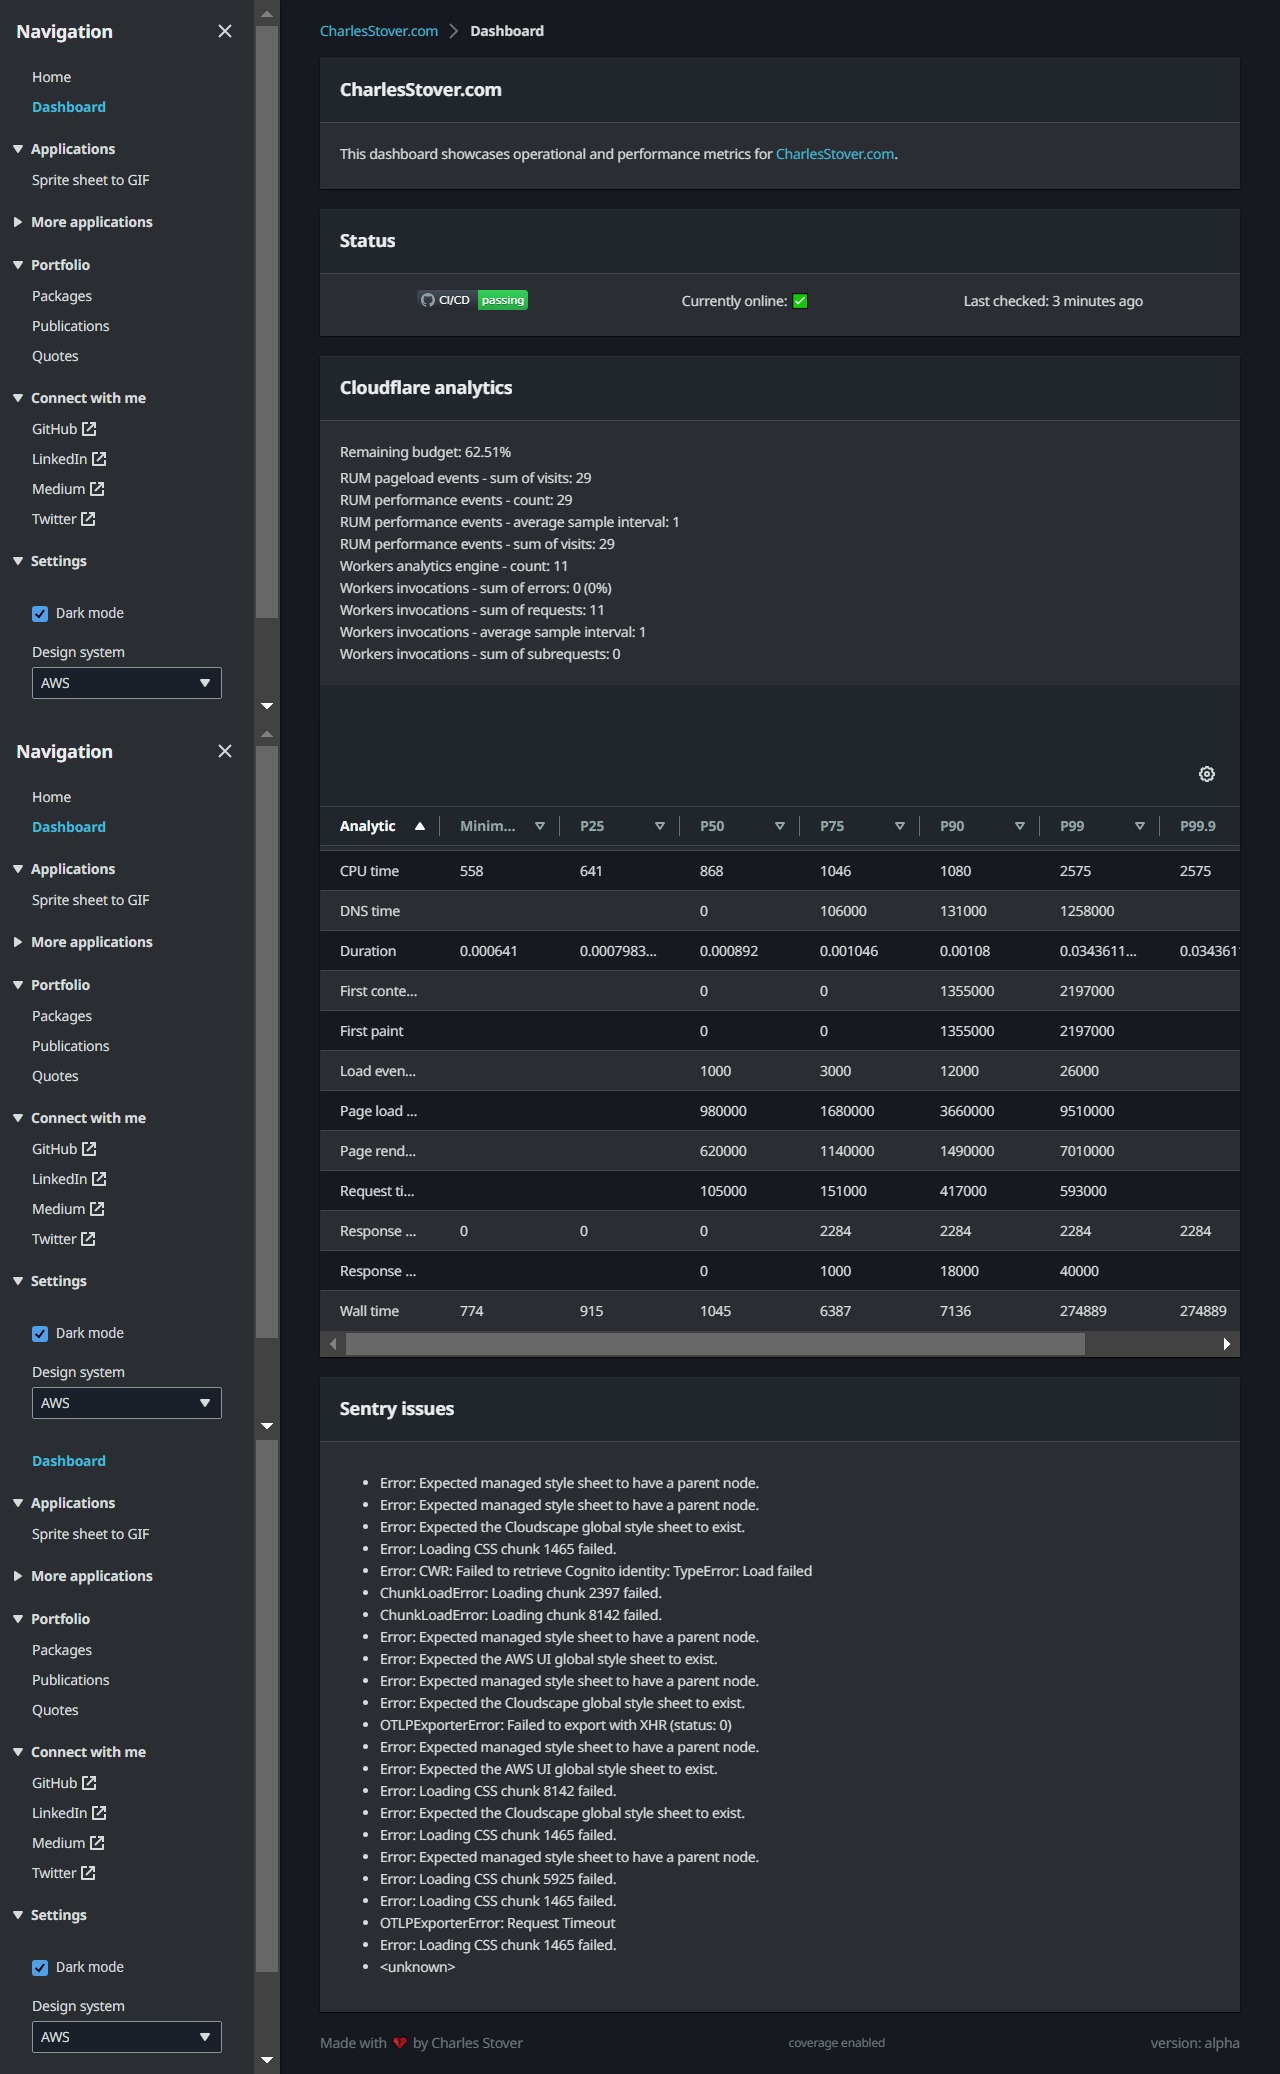 Navigation
Home
Dashboard
Applications
Sprite sheet to GIF
More applications
Portfolio
Packages
Publications
Quotes
Connect with me
GitHub
LinkedIn
Medium
Twitter
Settings
Dark mode
Design system
AWS
Navigation
Home
Dashboard
Applications
Sprite sheet to GIF
More applications
Portfolio
Packages
Publications
Quotes
Connect with me
GitHub
LinkedIn
Medium
Twitter
Settings
Dark mode
Design system
AWS
Dashboard
Applications
Sprite sheet to GIF
More applications
Portfolio
Packages
Publications
Quotes
Connect with me
GitHub
LinkedIn
Medium
Twitter
Settings
Dark mode
Design system
AWS
CharlesStover.com Dashboard
CharlesStover.com
This dashboard showcases operational and performance metrics for CharlesStover.com.
Status
CI/CD passing Currently online: ✅ Last checked: 3 minutes ago
Cloudflare analytics
Remaining budget: 62.51%
RUM pageload events - sum of visits: 29
RUM performance events - count: 29
RUM performance events - average sample interval: 1
RUM performance events - sum of visits: 29
Workers analytics engine - count: 11
Workers invocations - sum of errors: 0 (0%)
Workers invocations - sum of requests: 11
Workers invocations - average sample interval: 1
Workers invocations - sum of subrequests: 0
Analytic Minim... P25 P50 P75 P90 P99 P99.9
CPU time 558 641 868 1046 1080 2575 2575
DNS time 0 106000 131000 1258000
Duration 0.000641 0.0007983... 0.000892 0.001046 0.00108 0.0343611... 0.034361
First conte... 0 0 1355000 2197000
First paint 0 0 1355000 2197000
Load even... 1000 3000 12000 26000
Page load ... 980000 1680000 3660000 9510000
Page rend... 620000 1140000 1490000 7010000
Request ti... 105000 151000 417000 593000
Response ... 0 0 0 2284 2284 2284 2284
Response ... 0 1000 18000 40000
Wall time 774 915 1045 6387 7136 274889 274889
Sentry issues
• Error: Expected managed style sheet to have a parent node.
• Error: Expected managed style sheet to have a parent node.
• Error: Expected the Cloudscape global style sheet to exist.
• Error: Loading CSS chunk 1465 failed.
• Error: CWR: Failed to retrieve Cognito identity: TypeError: Load failed
• ChunkLoadError: Loading chunk 2397 failed.
• ChunkLoadError: Loading chunk 8142 failed.
• Error: Expected managed style sheet to have a parent node.
• Error: Expected the AWS UI global style sheet to exist.
• Error: Expected managed style sheet to have a parent node.
• Error: Expected the Cloudscape global style sheet to exist.
• OTLPExporterError: Failed to export with XHR (status: 0)
• Error: Expected managed style sheet to have a parent node.
• Error: Expected the AWS UI global style sheet to exist.
• Error: Loading CSS chunk 8142 failed.
• Error: Expected the Cloudscape global style sheet to exist.
• Error: Loading CSS chunk 1465 failed.
• Error: Expected managed style sheet to have a parent node.
• Error: Loading CSS chunk 5925 failed.
• Error: Loading CSS chunk 1465 failed.
• OTLPExporterError: Request Timeout
• Error: Loading CSS chunk 1465 failed.
• &lt;unknown&gt;
Made with 💔 by Charles Stover coverage enabled version: alpha